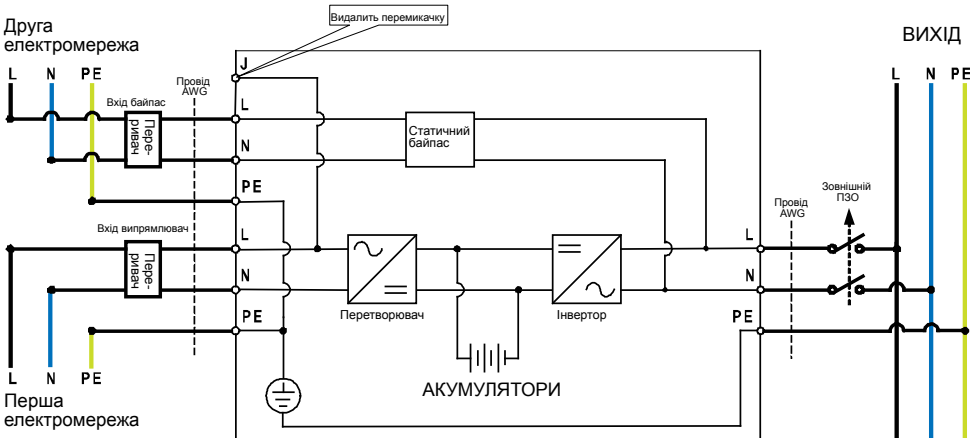 Видалить перемикачку
Друга
електромережа
ВИХІД
L N PE
Провід
AWG
Вхід байпас
Пере-
ривач
J
L
N
PE
Статичний
байпас
L N PE
Зовнішній
ПЗО
Провід
AWG
Вхід випрямлювач
Пере-
ривач
L
N
PE
Перетворювач
Інвертор
L
N
PE
АКУМУЛЯТОРИ
L N PE
Перша
електромережа